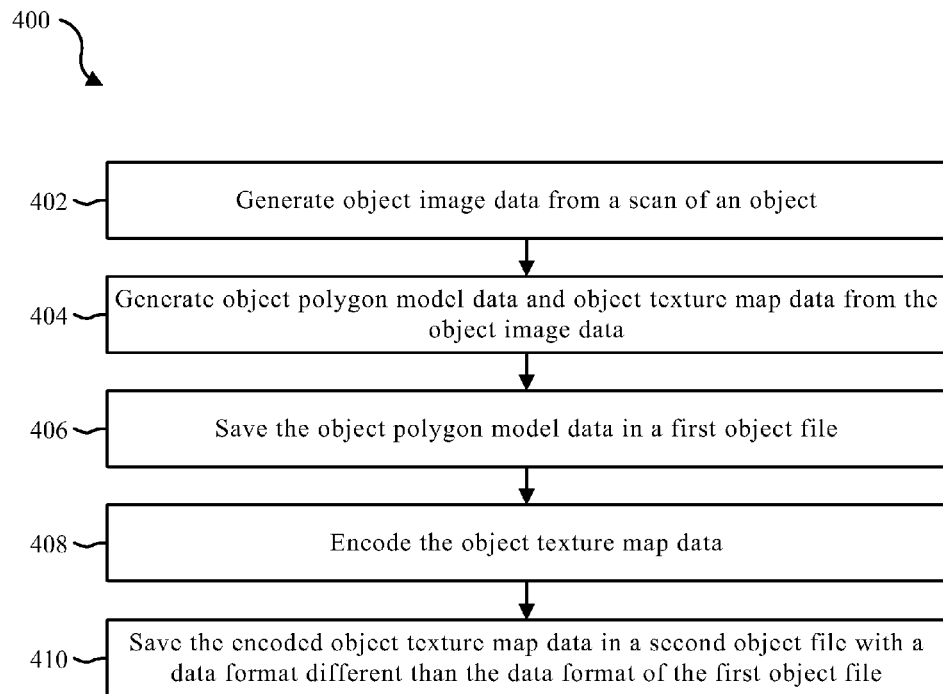 400
402
Generate object image data from a scan of an object
404
Generate object polygon model data and object texture map data from the
object image data
406
Save the object polygon model data in a first object file
408
Encode the object texture map data
410
Save the encoded object texture map data in a second object file with a
data format different than the data format of the first object file